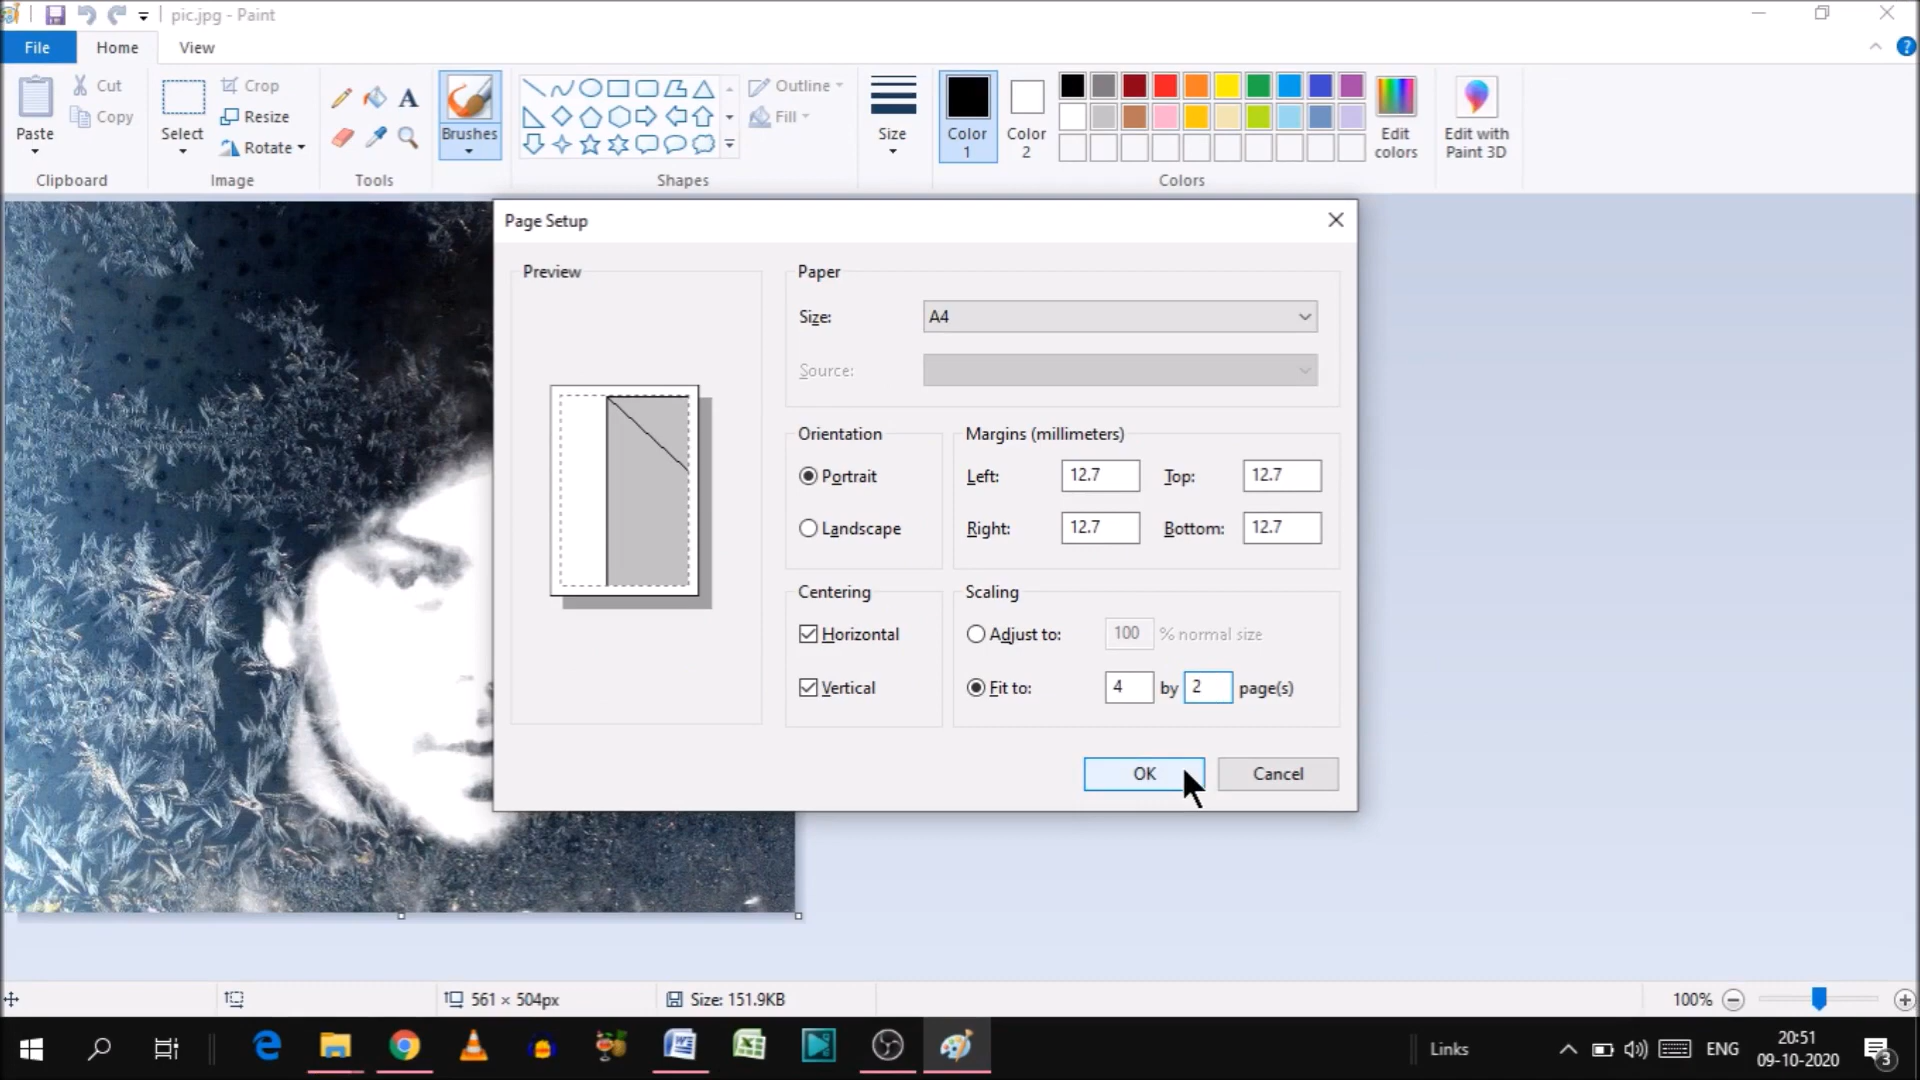 pic.jpg - Paint
File Home View
Paste
Cut
Copy
Clipboard
Select
Crop
Resize
Rotate
Image
A
Tools
Brushes
Outline
Fill
Shapes
Size
Color
1
Color
2
Edit
colors
Colors
Edit with
Paint 3D
?
Page Setup
Preview
Paper
Size: A4
Source:
Orientation
Portrait
Landscape
Margins (millimeters)
Left: 12.7 Top: 12.7
Right: 12.7 Bottom: 12.7
Centering
Horizontal
Vertical
Scaling
Adjust to: 100 % normal size
Fit to: 4 by 2 page(s)
OK Cancel
561 × 504px Size: 151.9KB 100%
Links ENG 20:51
09-10-2020
3